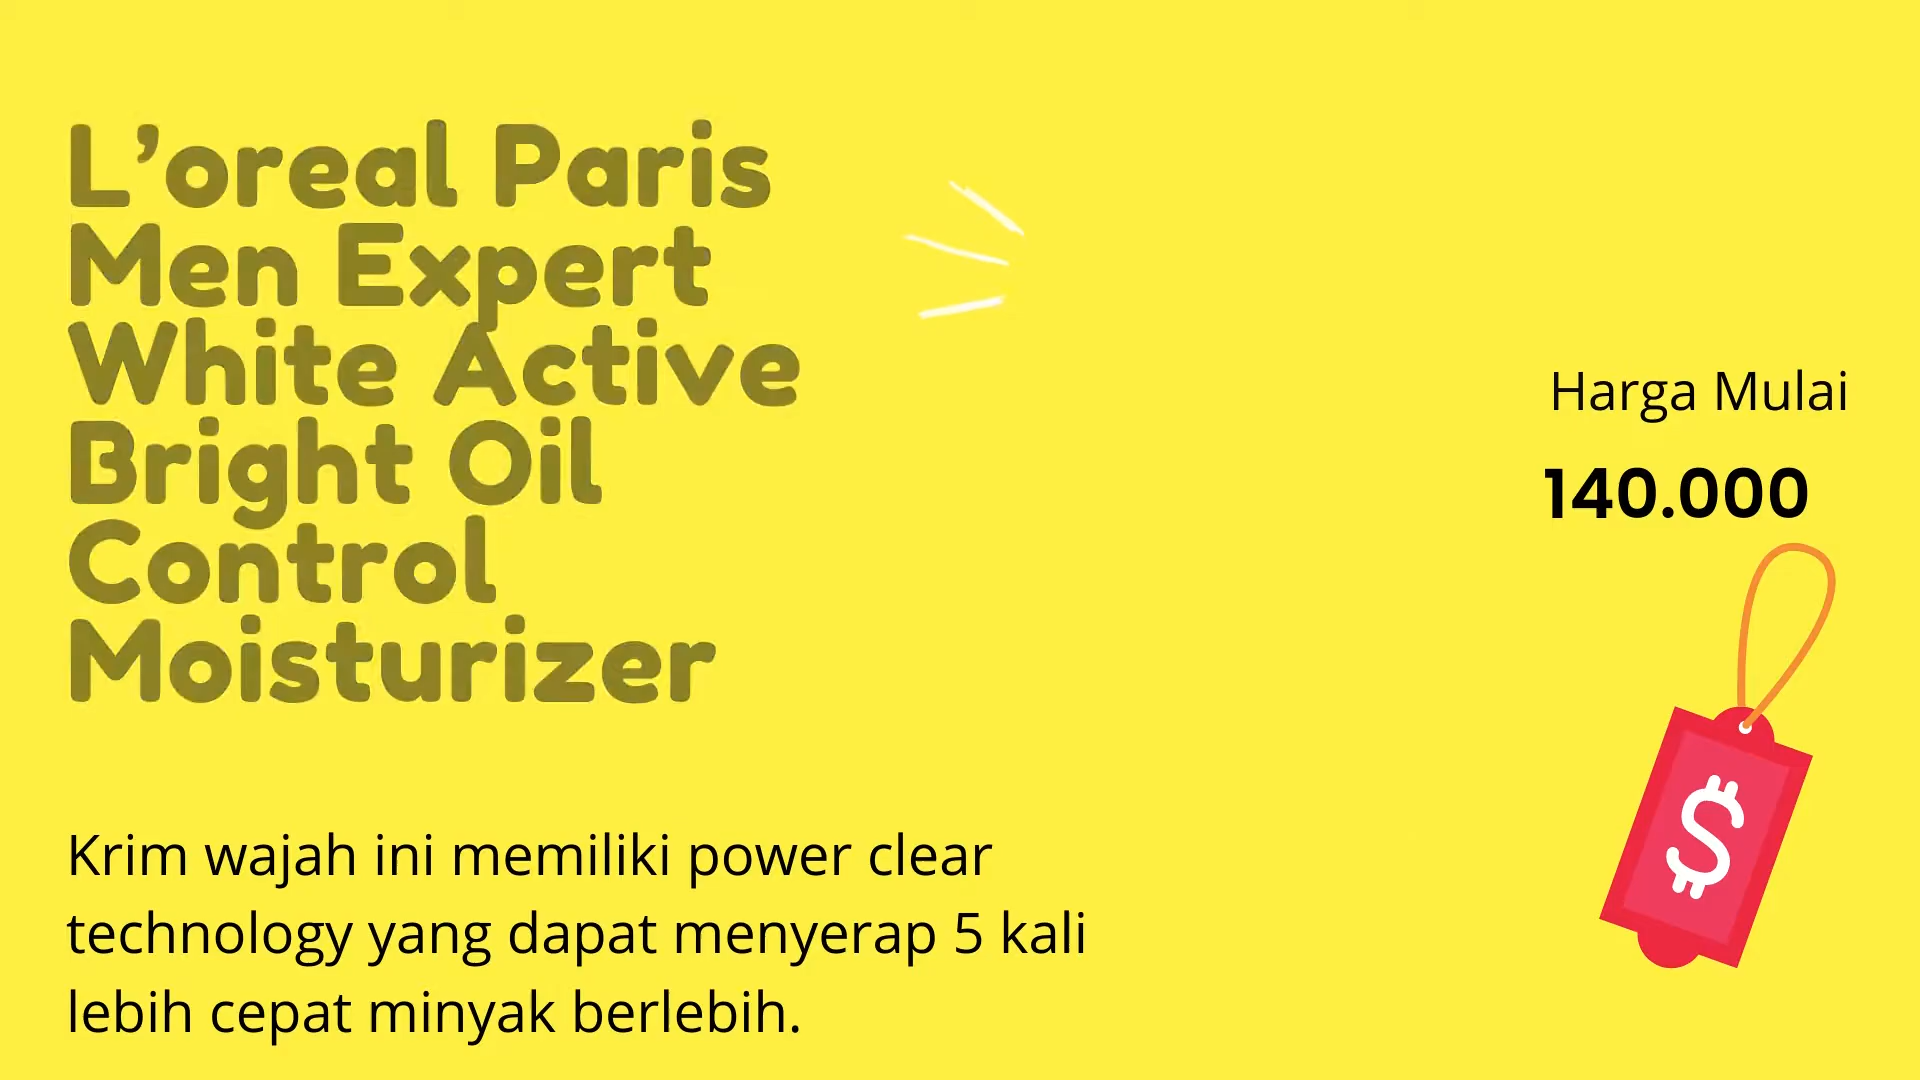 L’oreal Paris
Men Expert
White Active
Bright Oil
Control
Moisturizer
Harga Mulai
140.000
$
Krim wajah ini memiliki power clear
technology yang dapat menyerap 5 kali
lebih cepat minyak berlebih.